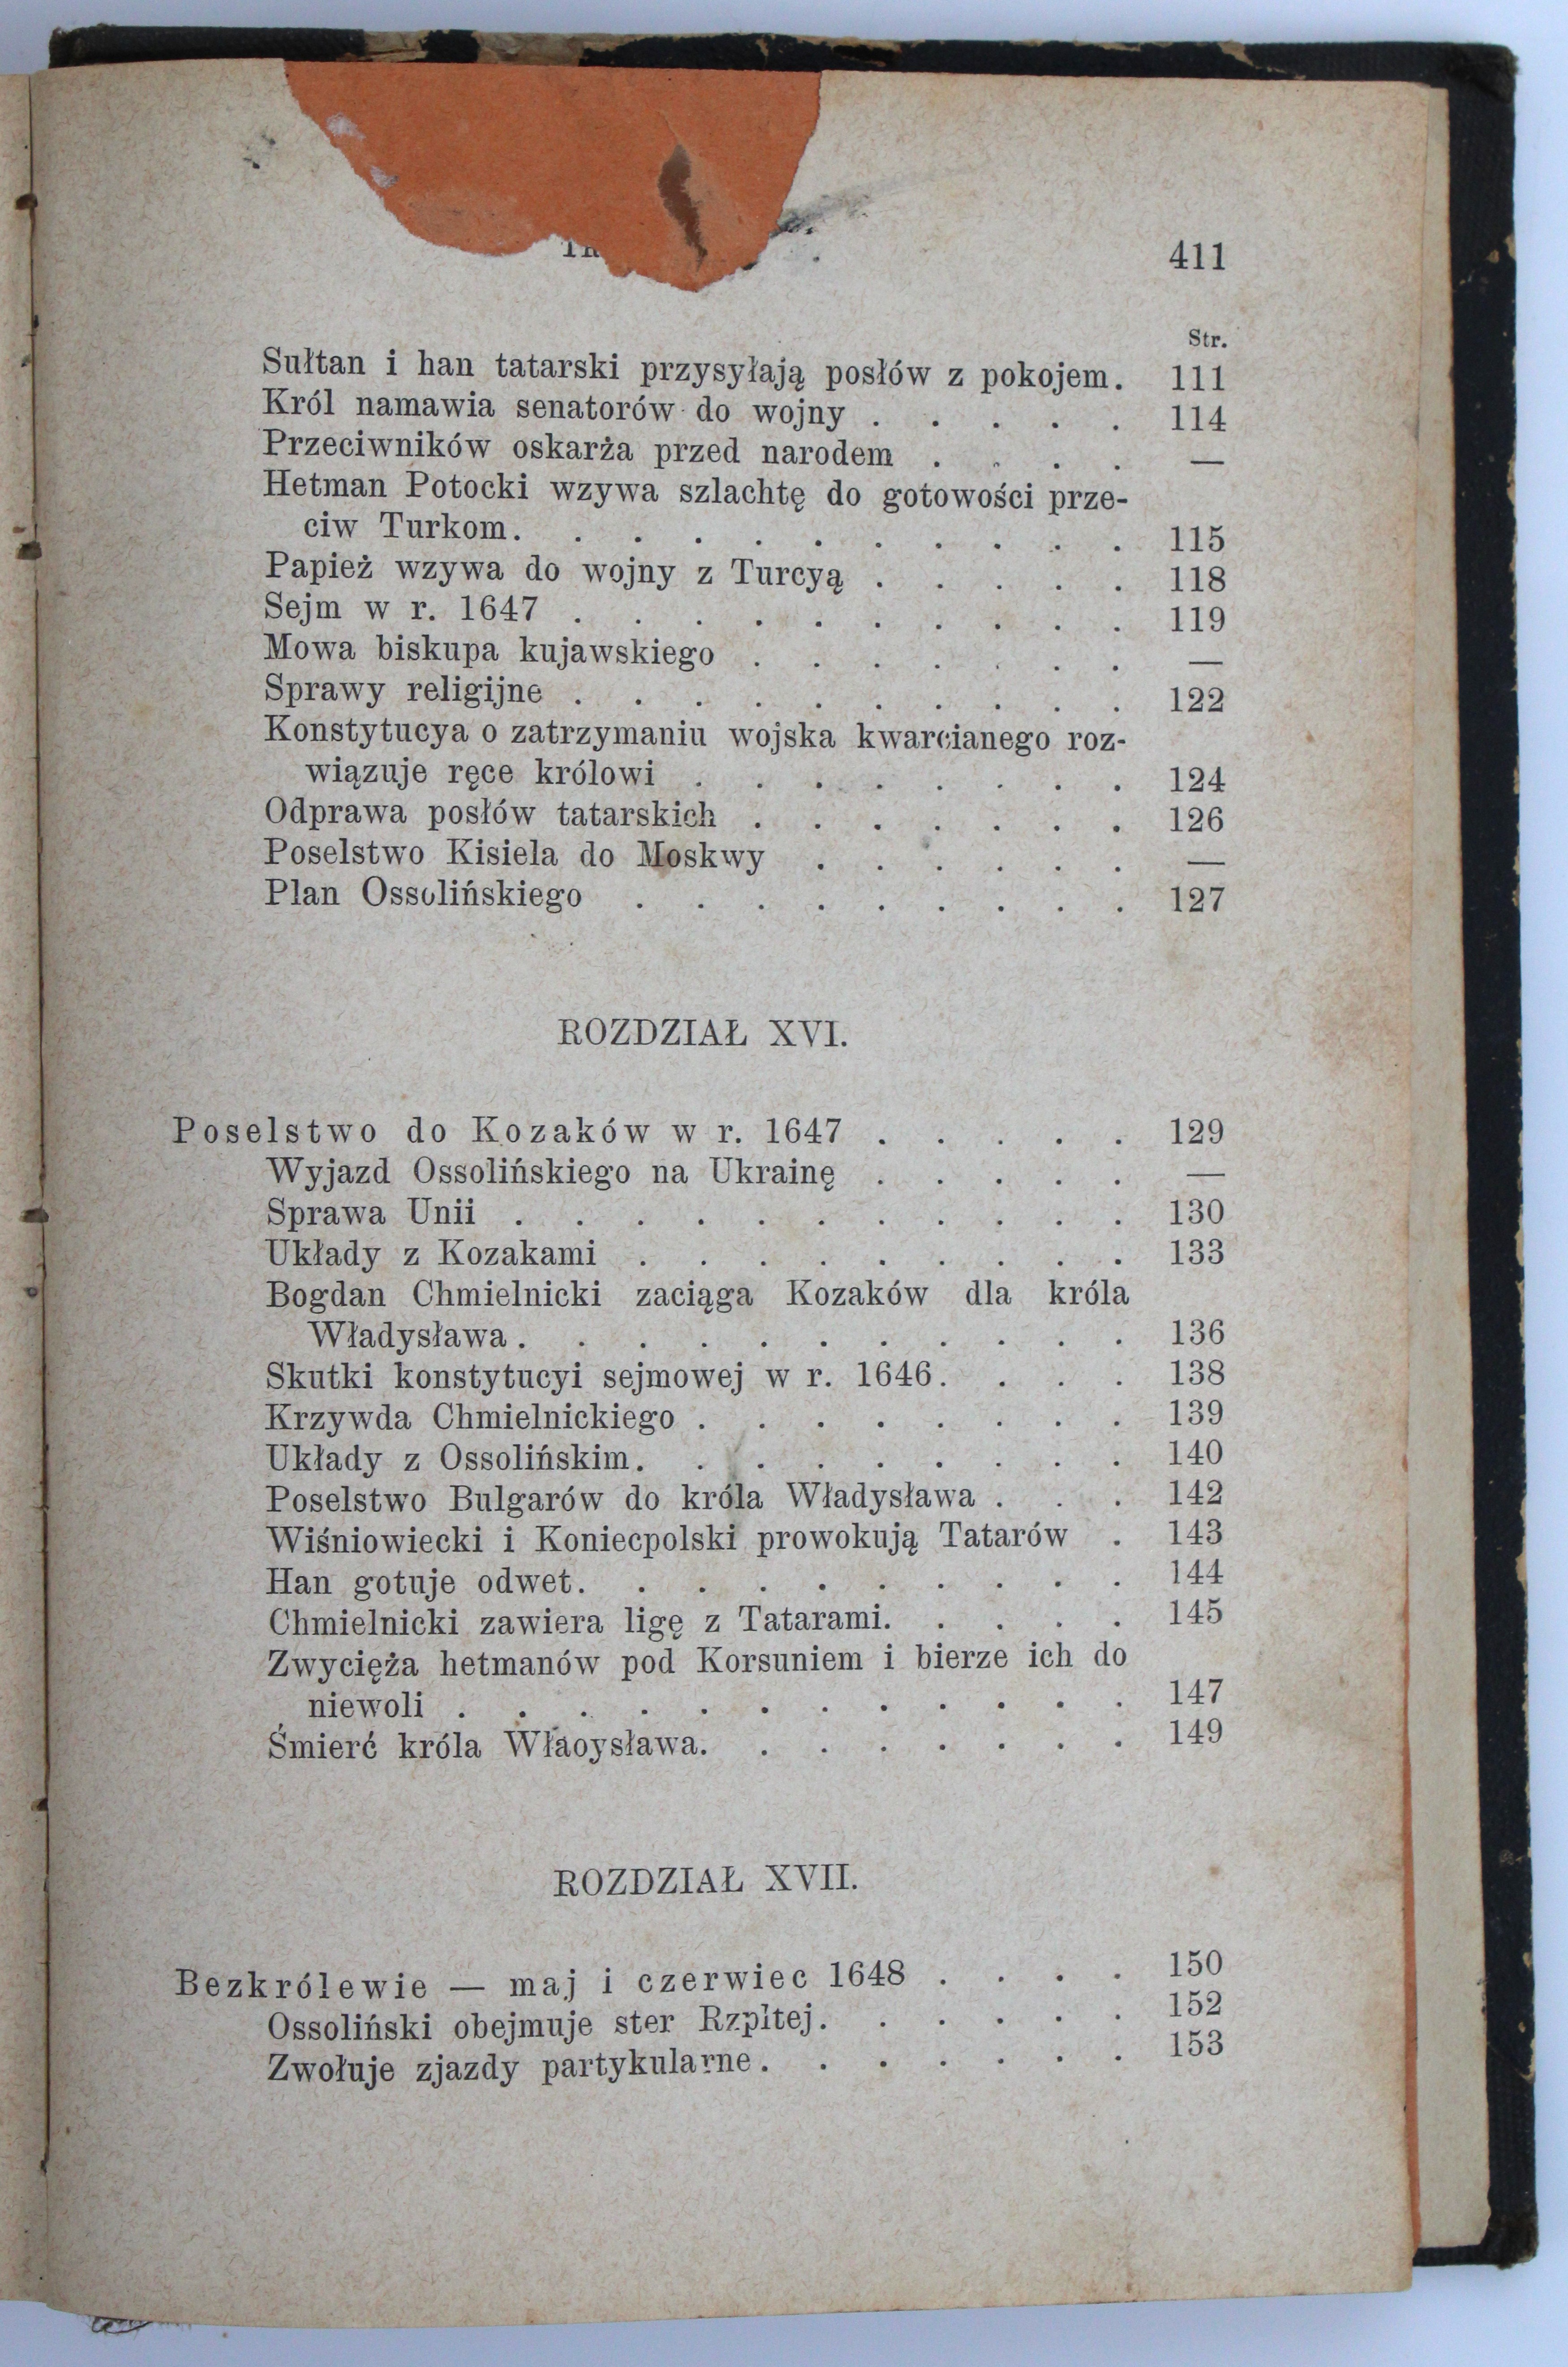 411
Str.
Sułtan i han tatarski przysyłają posłów z pokojem. 111
Król namawia senatorów do wojny . . . . . 114
Przeciwników oskarża przed narodem . . . . —
Hetman Potocki wzywa szlachtę do gotowości prze-
ciw Turkom. . . . . . . . . . . 115
Papież wzywa do wojny z Turcyą . . . . . 118
Sejm w r. 1647 . . . . . . . . . . 119
Mowa biskupa kujawskiego . . . . . . . —
Sprawy religijne . . . . . . . . . . 122
Konstytucya o zatrzymaniu wojska kwarcianego roz-
wiązuje ręce królowi . . . . . . . . 124
Odprawa posłów tatarskich . . . . . . . 126
Poselstwo Kisiela do Moskwy . . . . . . —
Plan Ossolińskiego . . . . . . . . . 127
ROZDZIAŁ XVI.
Poselstwo do Kozaków w r. 1647 . . . . . 129
Wyjazd Ossolińskiego na Ukrainę . . . . . —
Sprawa Unii . . . . . . . . . . . 130
Układy z Kozakami . . . . . . . . . 133
Bogdan Chmielnicki zaciąga Kozaków dla króla
Władysława . . . . . . . . . . . 136
Skutki konstytucyi sejmowej w r. 1646. . . . 138
Krzywda Chmielnickiego . . . . . . . . 139
Układy z Ossolińskim. . . . . . . . . 140
Poselstwo Bulgarów do króla Władysława . . . 142
Wiśniowiecki i Koniecpolski prowokują Tatarów . 143
Han gotuje odwet. . . . . . . . . . 144
Chmielnicki zawiera ligę z Tatarami. . . . . 145
Zwycięża hetmanów pod Korsuniem i bierze ich do
niewoli . . . . . . . . . . . . 147
Śmierć króla Właoysława. . . . . . . . 149
ROZDZIAŁ XVII.
Bezkrólewie — maj i czerwiec 1648 . . . . 150
Ossoliński obejmuje ster Rzpltej. . . . . . 152
Zwołuje zjazdy partykularne . . . . . . . 153